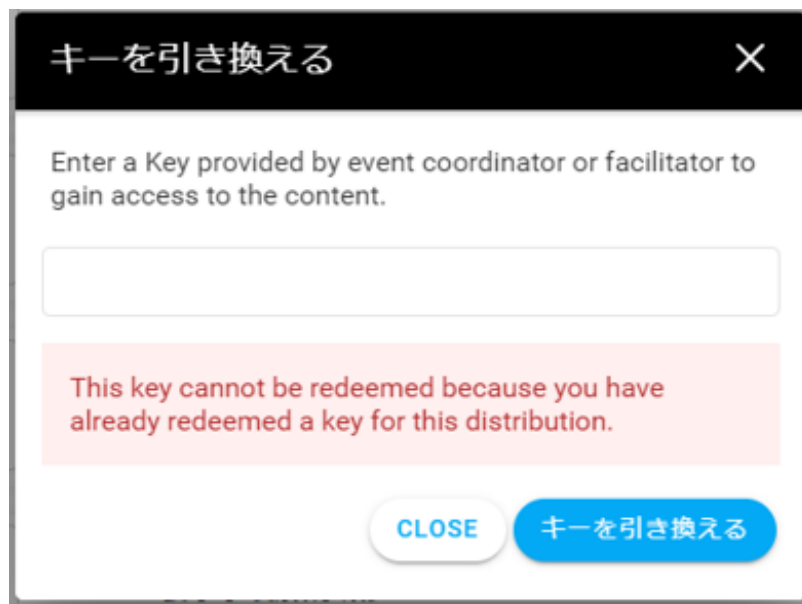 キーを引き換える
Enter a Key provided by event coordinator or facilitator to
gain access to the content.
This key cannot be redeemed because you have
already redeemed a key for this distribution.
CLOSE
キーを引き換える